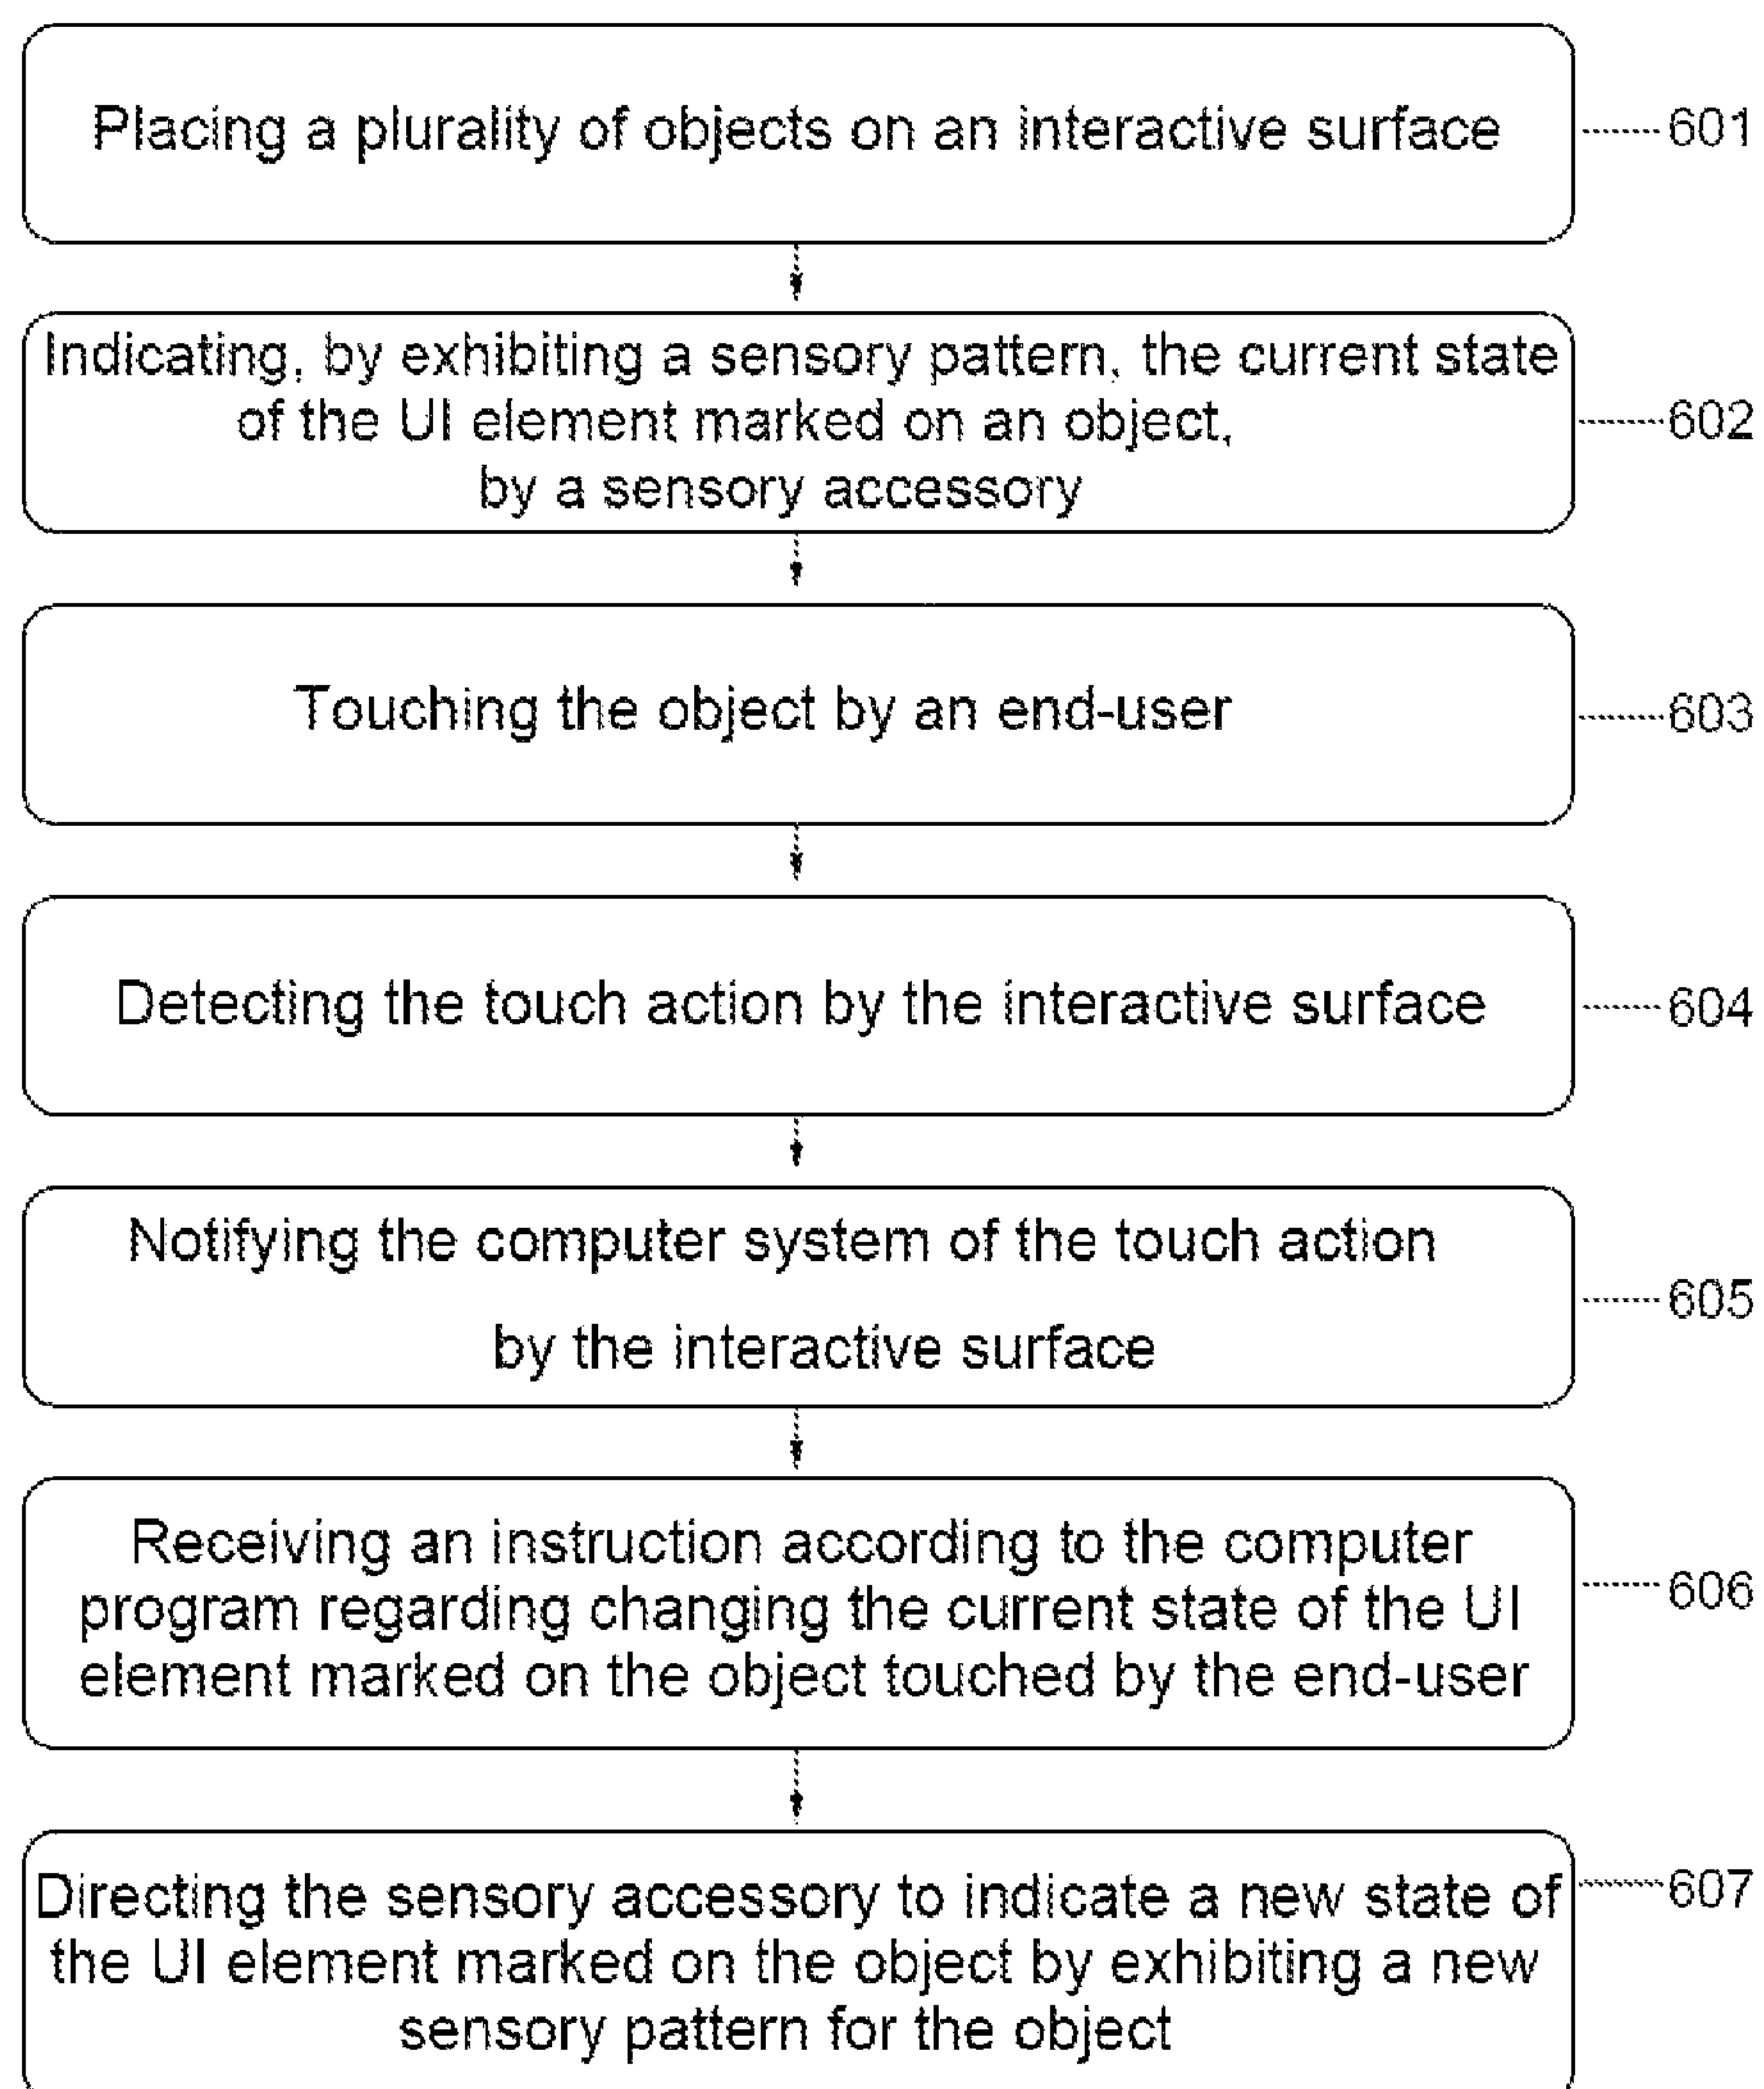 Placing a plurality of objects on an interactive surface
601
Indicating, by exhibiting a sensory pattern, the current state
of the UI element marked on an object,
by a sensory accessory
602
Touching the object by an end-user
603
Detecting the touch action by the interactive surface
604
Notifying the computer system of the touch action
by the interactive surface
605
Receiving an instruction according to the computer
program regarding changing the current state of the UI
element marked on the object touched by the end-user
606
Directing the sensory accessory to indicate a new state of
the UI element marked on the object by exhibiting a new
sensory pattern for the object
607